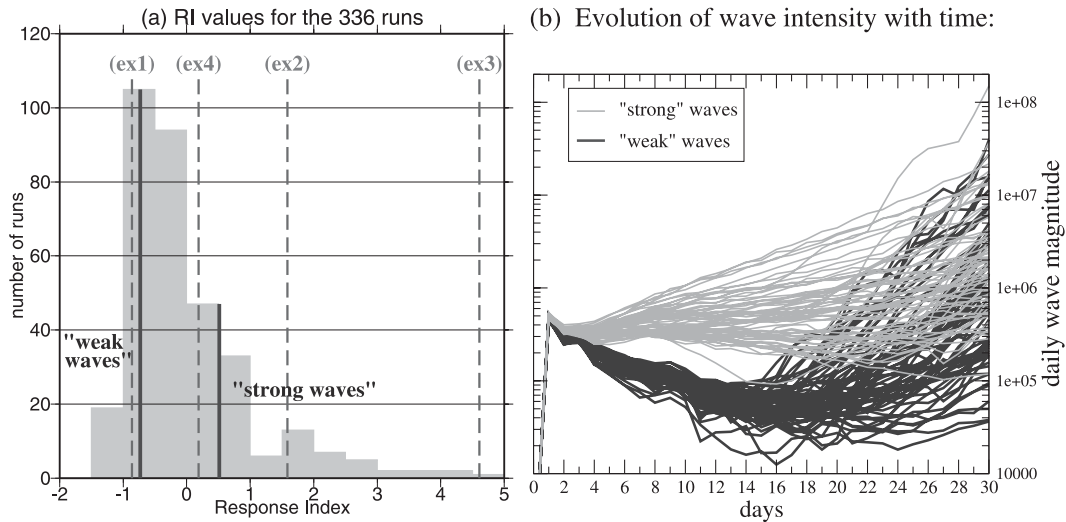 (a) RI values for the 336 runs
120
100
80
60
40
20
0
number of runs
(ex1) (ex4) (ex2) (ex3)
"weak
waves"
"strong waves"
-2 -1 0 1 2 3 4 5
Response Index
(b) Evolution of wave intensity with time:
"strong" waves
"weak" waves
1e+08
1e+07
1e+06
1e+05
10000
daily wave magnitude
0 2 4 6 8 10 12 14 16 18 20 22 24 26 28 30
days